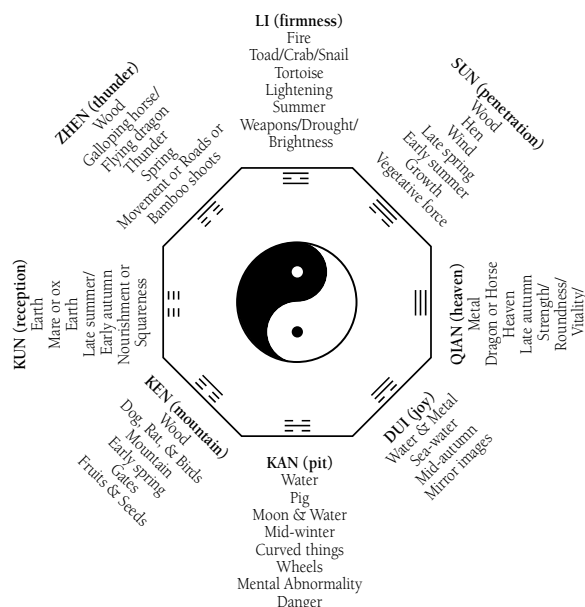 LI (firmness)
Fire
Toad/Crab/Snail
Tortoise
Lightening
Summer
Weapons/Drought/
Brightness
SUN (penetration)
Wood
Hen
Wind
Late spring
Early summer
Growth
Vegetative force
QIAN (heaven)
Metal
Dragon or Horse
Heaven
Late autumn
Strength/
Roundness/
Vitality/
DUI (joy)
Water & Metal
Sea-water
Mid-autumn
Mirror images
KAN (pit)
Water
Pig
Moon & Water
Mid-winter
Curved things
Wheels
Mental Abnormality
Danger
KEN (mountain)
Wood
Dog, Rat, & Birds
Mountain
Early spring
Gates
Fruits & Seeds
KUN (reception)
Earth
Mare or ox
Earth
Late summer/
Early autumn
Nourishment or
Squareness
ZHEN (thunder)
Wood
Galloping horse/
Flying dragon
Thunder
Spring
Movement or Roads or
Bamboo shoots